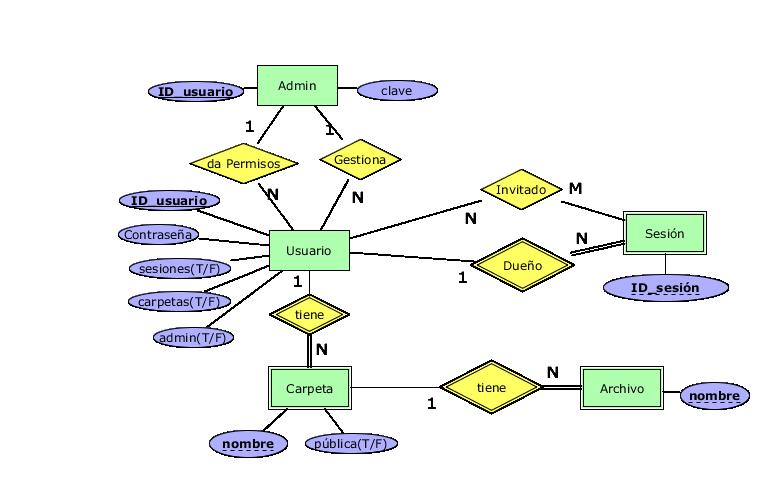 Admin
ID_usuario
clave
1
1
da Permisos
Gestiona
N
N
Invitado
M
N
ID_usuario
Contraseña
sesiones(T/F)
carpetas(T/F)
admin(T/F)
Usuario
Sesión
N
Dueño
1
ID_sesión
1
tiene
N
Carpeta
1
tiene
N
Archivo
nombre
nombre
pública(T/F)